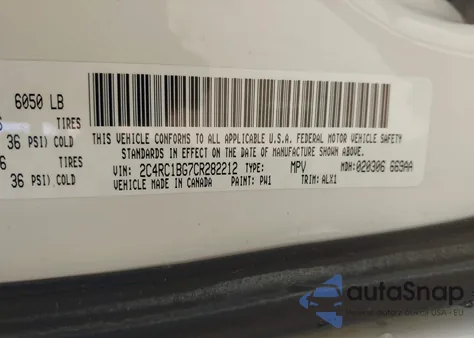 6050 LB
TIRES
36 PSI) COLD
TIRES
36 PSI) COLD
THIS VEHICLE CONFORMS TO ALL APPLICABLE U.S.A. FEDERAL MOTOR VEHICLE SAFETY
STANDARDS IN EFFECT ON THE DATE OF MANUFACTURE SHOWN ABOVE.
VIN: 2C4RC1BG7CR282212 TYPE: MPV MDH: 020306 669AA
VEHICLE MADE IN CANADA PAINT: PW1 TRIM: ALX1
autoSnap